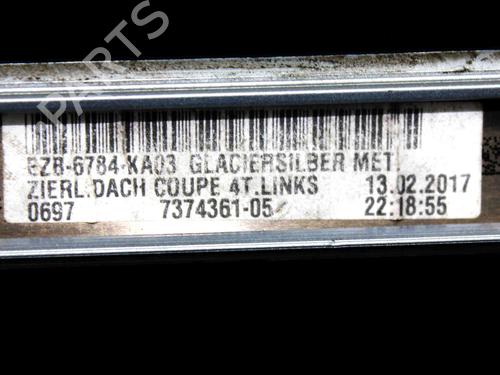 BZB-6784-KA03 GLACIERSILBER MET
ZIERL.DACH COUPE 4T.LINKS 13.02.2017
0697 7374361-05 22:18:55
B-PARTS